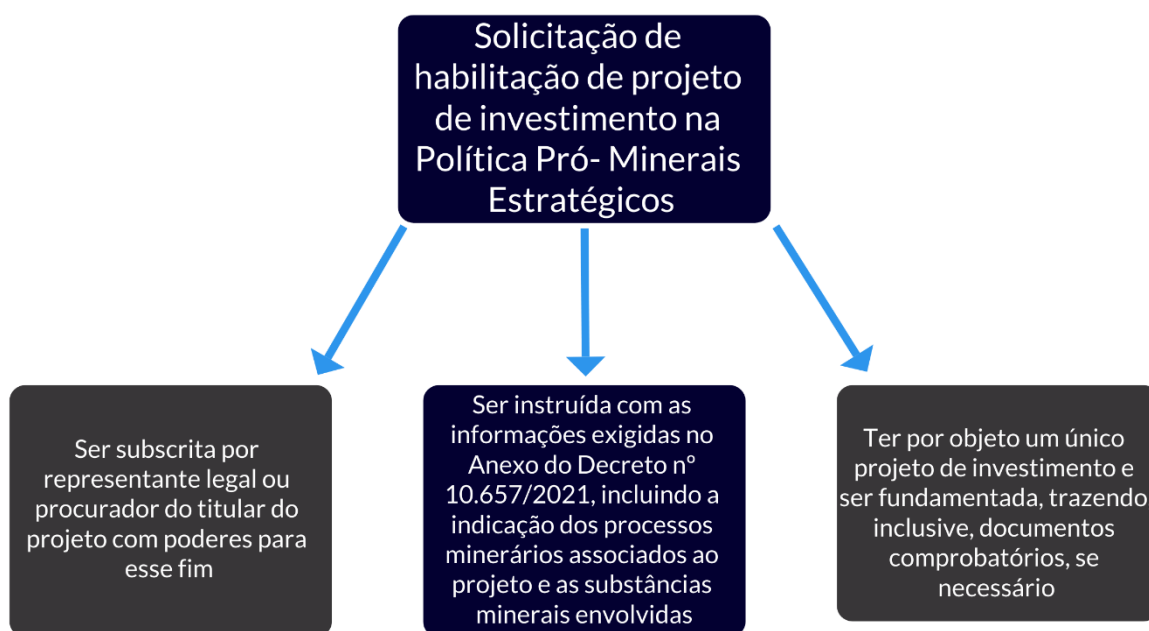 Solicitação de
habilitação de projeto
de investimento na
Política Pró- Minerais
Estratégicos
Ser subscrita por
representante legal ou
procurador do titular do
projeto com poderes para
esse fim
Ser instruída com as
informações exigidas no
Anexo do Decreto nº
10.657/2021, incluindo a
indicação dos processos
minerários associados ao
projeto e as substâncias
minerais envolvidas
Ter por objeto um único
projeto de investimento e
ser fundamentada, trazendo
inclusive, documentos
comprobatórios, se
necessário